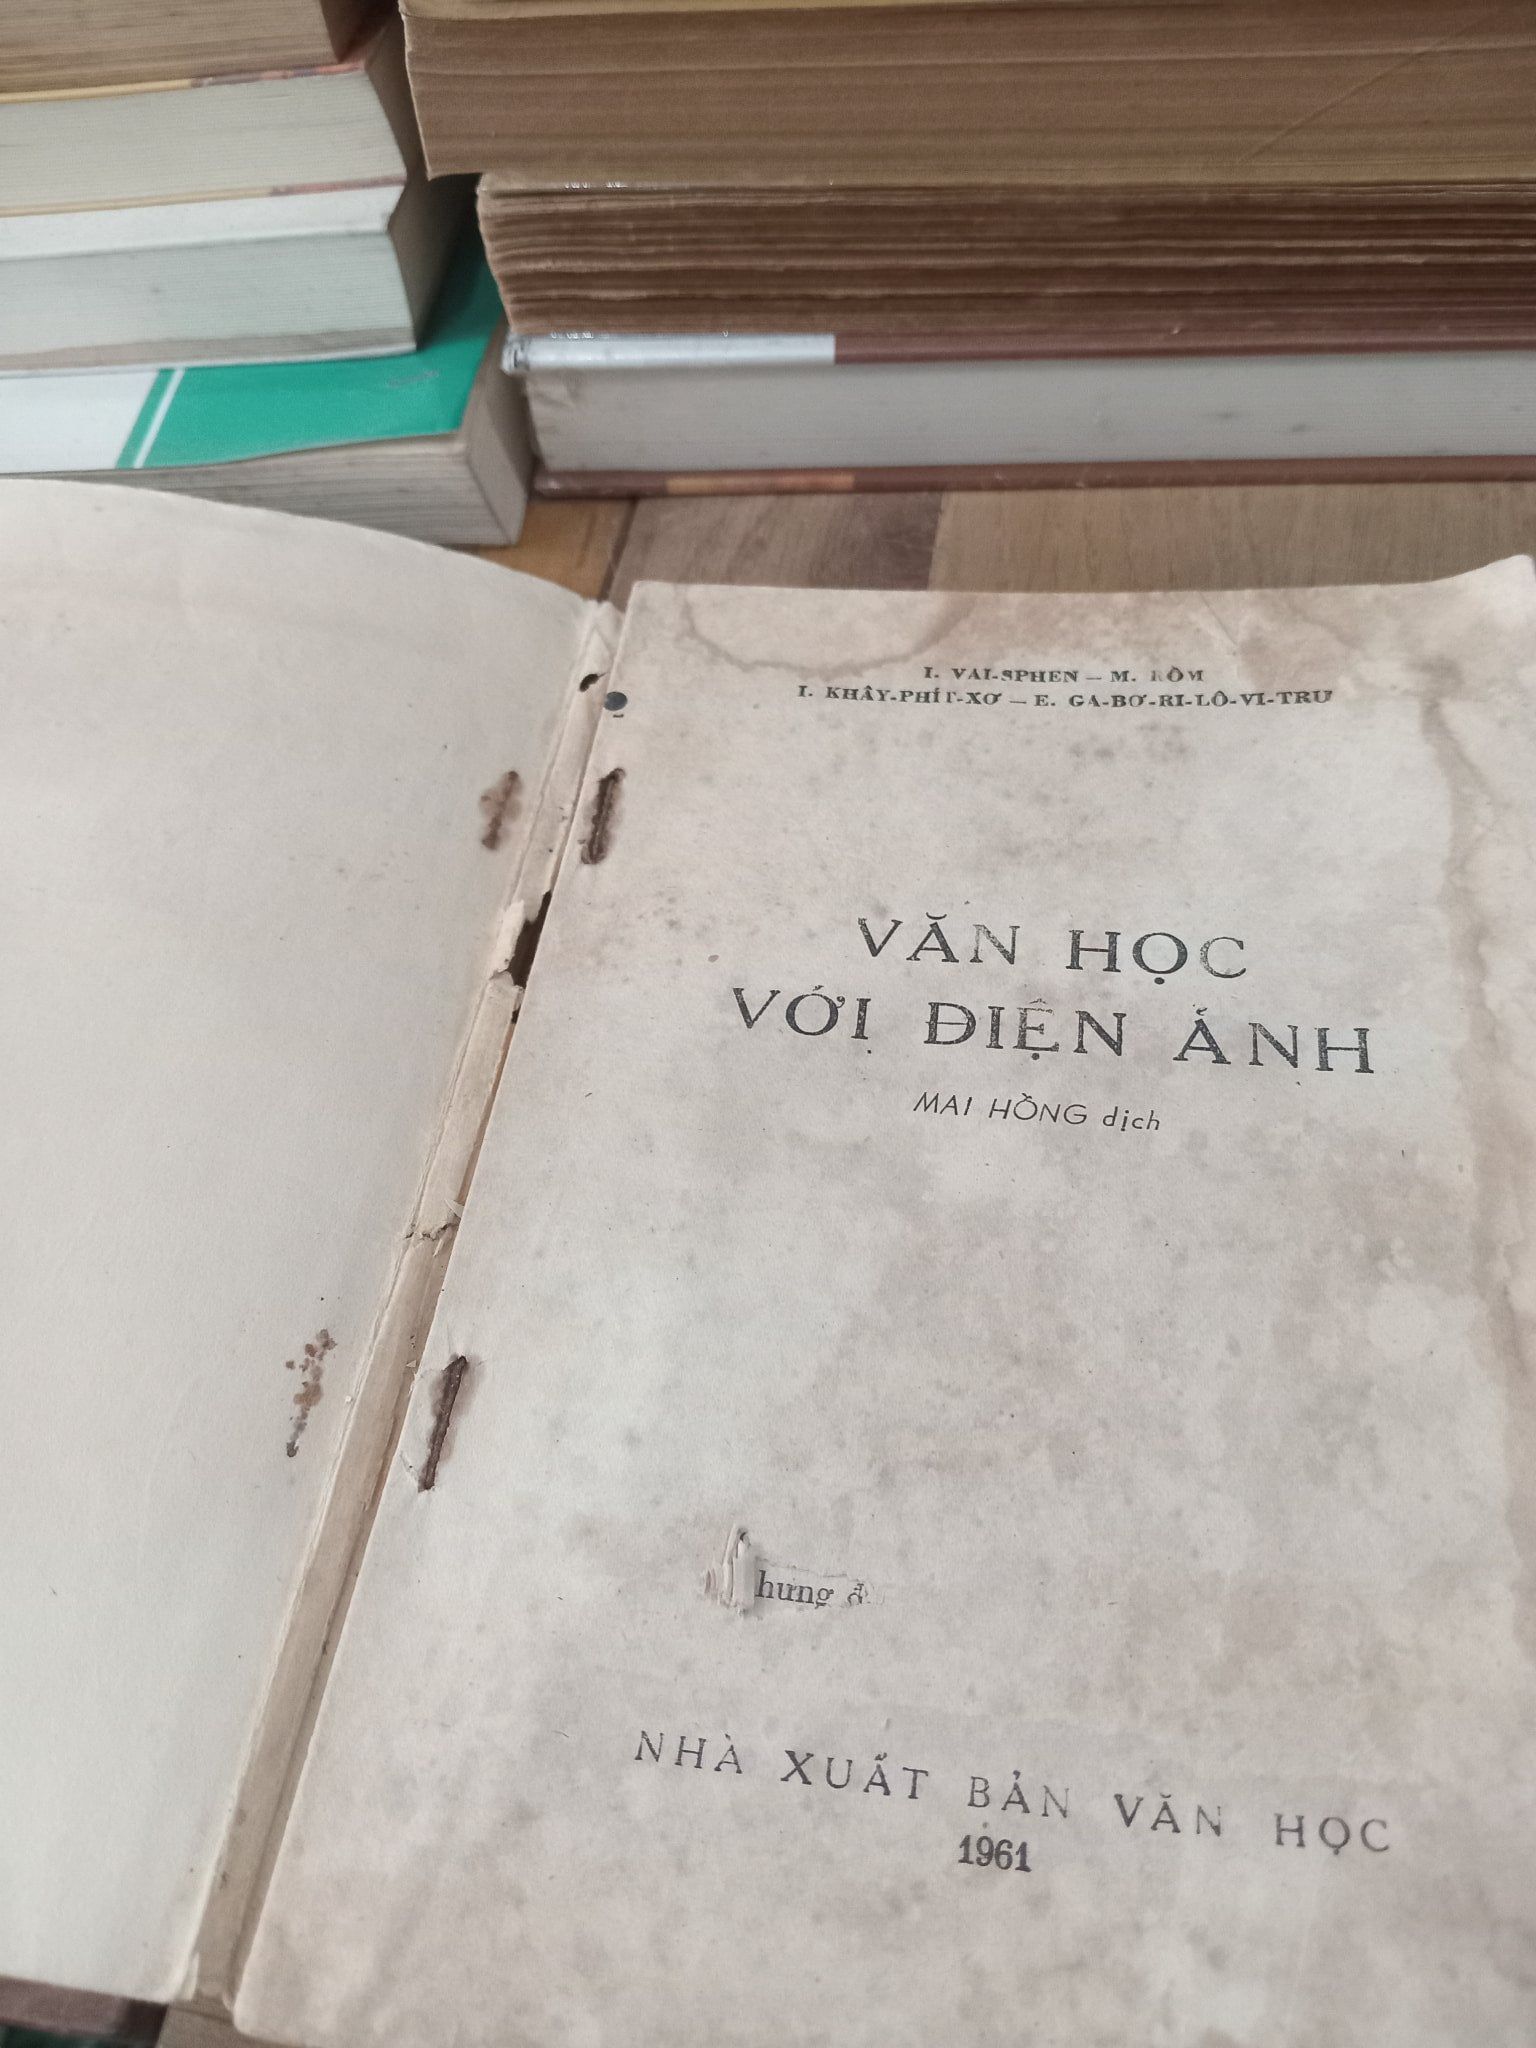 I. VAI-SPHEN — M. RÔM
I. KHÂY-PHÍT-XƠ — E. GA-BƠ-RI-LÔ-VI-TRƯ
VĂN HỌC
VỚI ĐIỆN ẢNH
MAI HỒNG dịch
hưng đ
NHÀ XUẤT BẢN VĂN HỌC
1961